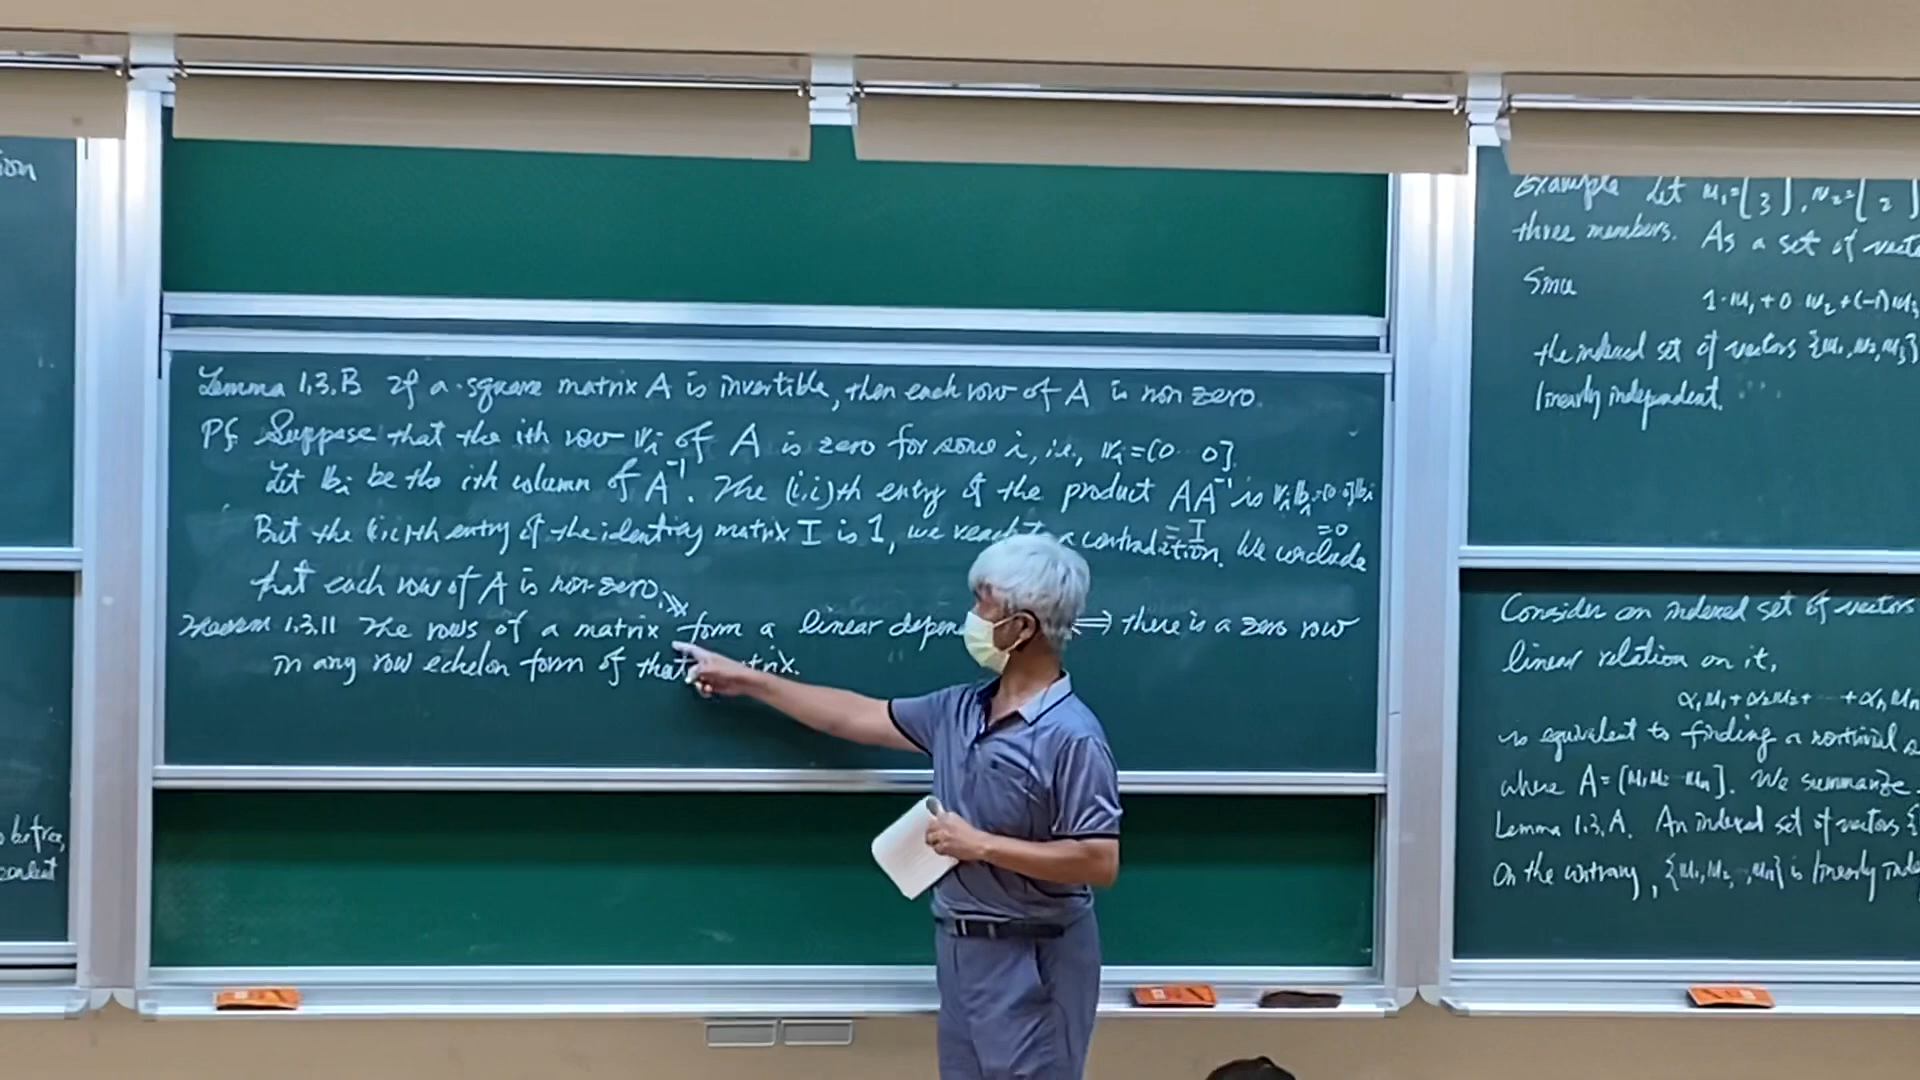 ion
Lemma 1.3.B If a square matrix A is invertible, then each row of A is non zero.
Pf. Suppose that the ith row 𝕧i of A is zero for some i, i.e., 𝕧i = [0 0].
Let 𝕓i be the ith column of A⁻¹. The (i,i)th entry of the product AA⁻¹ is 𝕧i𝕓i = [0 0]𝕓i
= I = 0
But the (i,i)th entry of the identity matrix I is 1, we reach a contradiction. We conclude
that each row of A is non-zero.
Theorem 1.3.11 The rows of a matrix form a linear ⟹ there is a zero row
in any row echelon form of that
Example Let 𝕦₁ = [3], 𝕦₂ = [2]
three members. As a set of
Since
1·𝕦₁ + 0 𝕦₂ + (-1)𝕦₃
the indexed set of vectors {𝕦₁, 𝕦₂, 𝕦₃}
linearly independent.
Consider an indexed set of vectors
linear relation on it,
α₁𝕦₁ + α₂𝕦₂ + ⋯ + αn𝕦n
is equivalent to finding a nontrivial
where A = [𝕦₁ 𝕦₂ 𝕦n]. We summarize
Lemma 1.3.A. An indexed set of vectors {
On the contrary, {𝕦₁, 𝕦₂, , 𝕦n} is linearly